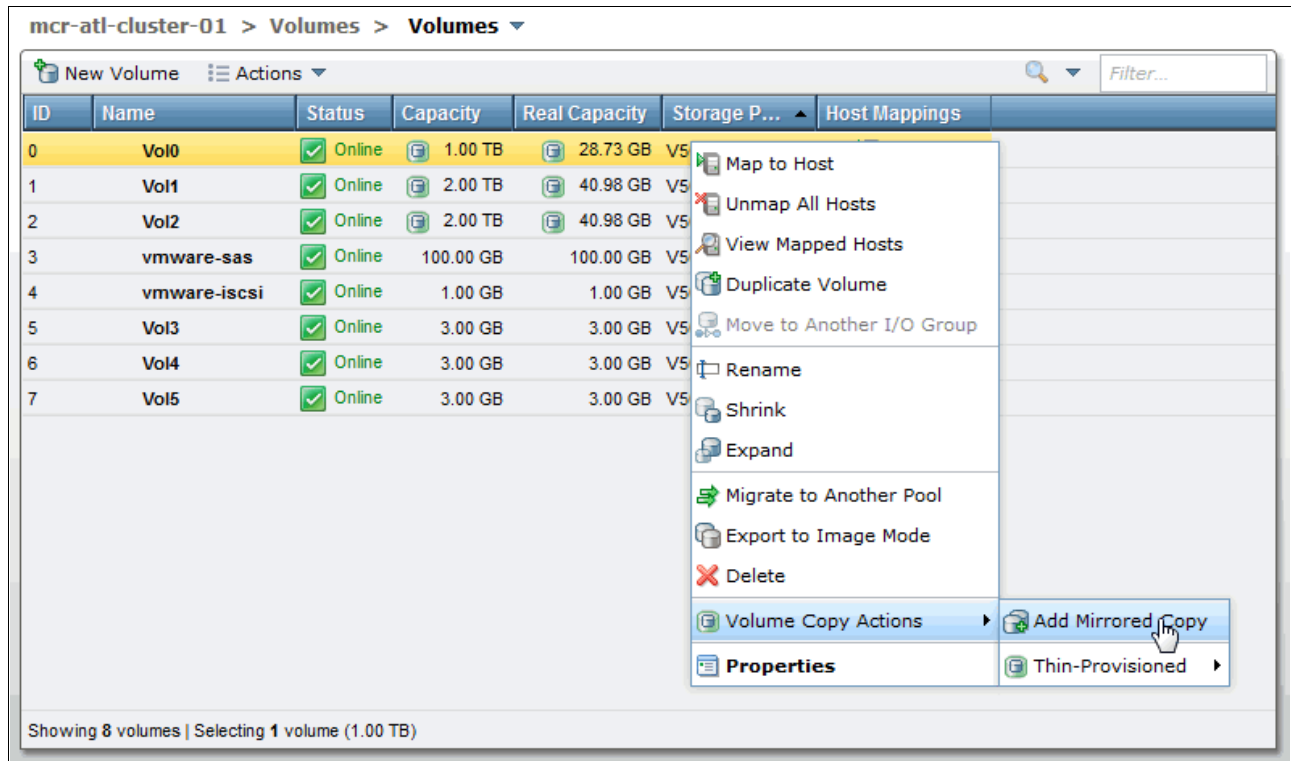 mcr-atl-cluster-01 > Volumes > Volumes
New Volume Actions Filter...
ID Name Status Capacity Real Capacity Storage P... Host Mappings
0 Vol0 Online 1.00 TB 28.73 GB V5
1 Vol1 Online 2.00 TB 40.98 GB V5
2 Vol2 Online 2.00 TB 40.98 GB V5
3 vmware-sas Online 100.00 GB 100.00 GB V5
4 vmware-iscsi Online 1.00 GB 1.00 GB V5
5 Vol3 Online 3.00 GB 3.00 GB V5
6 Vol4 Online 3.00 GB 3.00 GB V5
7 Vol5 Online 3.00 GB 3.00 GB V5
Map to Host
Unmap All Hosts
View Mapped Hosts
Duplicate Volume
Move to Another I/O Group
Rename
Shrink
Expand
Migrate to Another Pool
Export to Image Mode
Delete
Volume Copy Actions Add Mirrored Copy
Properties Thin-Provisioned
Showing 8 volumes | Selecting 1 volume (1.00 TB)